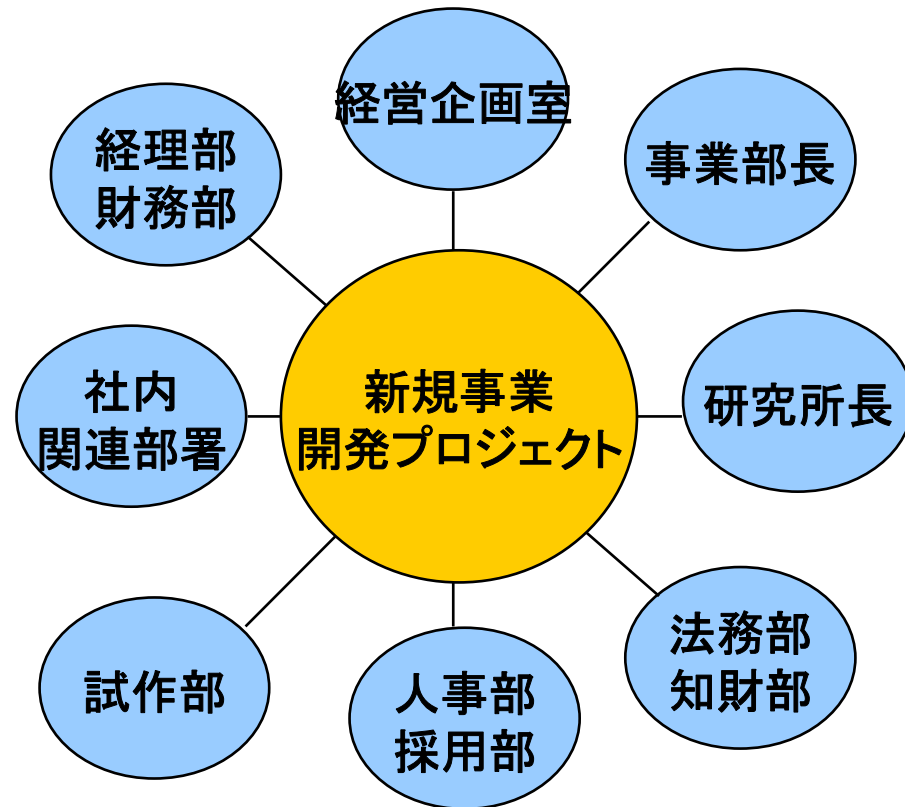 経営企画室
経理部
財務部
事業部長
社内
関連部署
新規事業
開発プロジェクト
研究所長
試作部
人事部
採用部
法務部
知財部